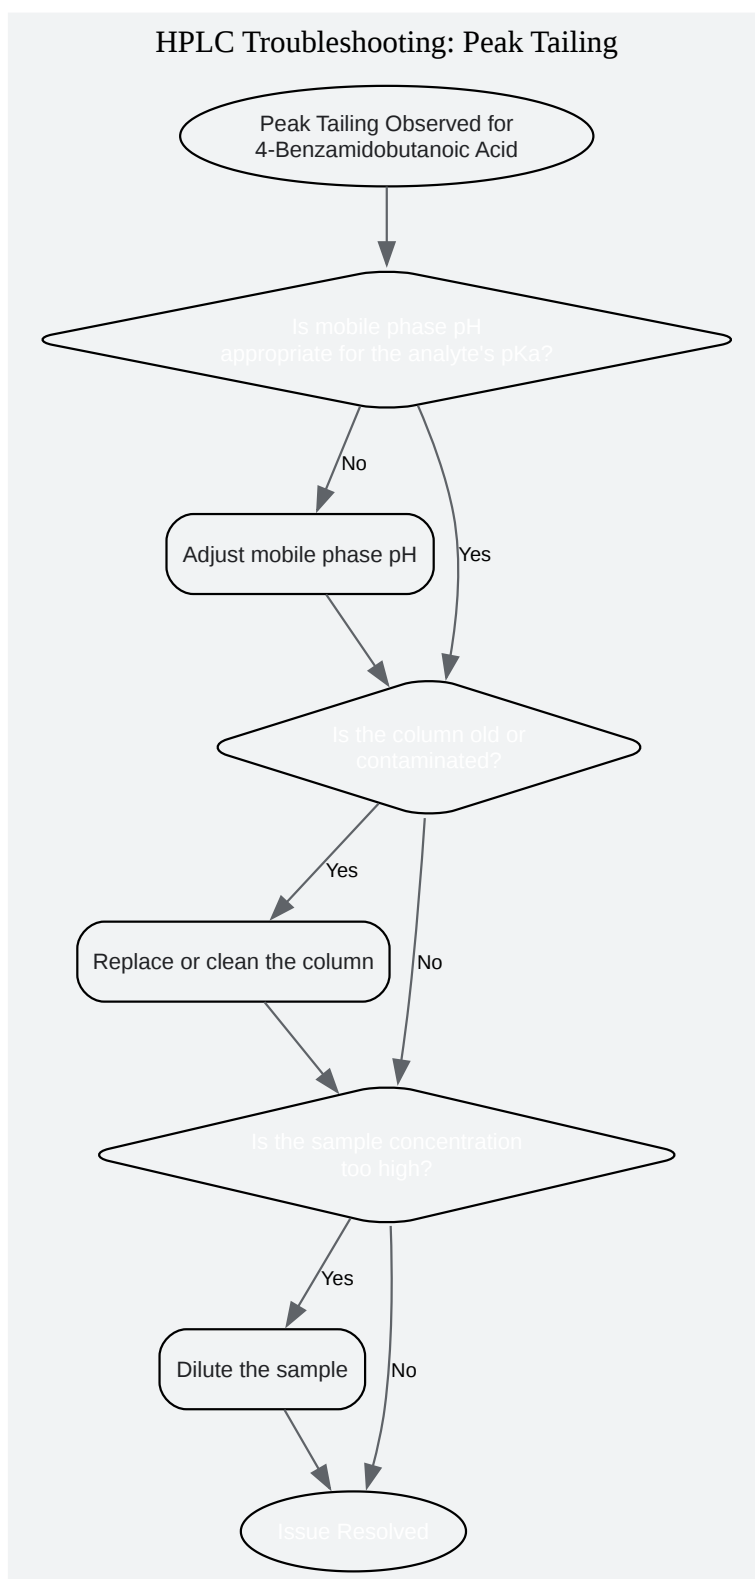 HPLC Troubleshooting: Peak Tailing
Peak Tailing Observed for
4-Benzamidobutanoic Acid
Is mobile phase pH
appropriate for the analyte's pKa?
No
Adjust mobile phase pH
Yes
Is the column old or
contaminated?
Yes
Replace or clean the column
No
Is the sample concentration
too high?
Yes
Dilute the sample
No
Issue Resolved